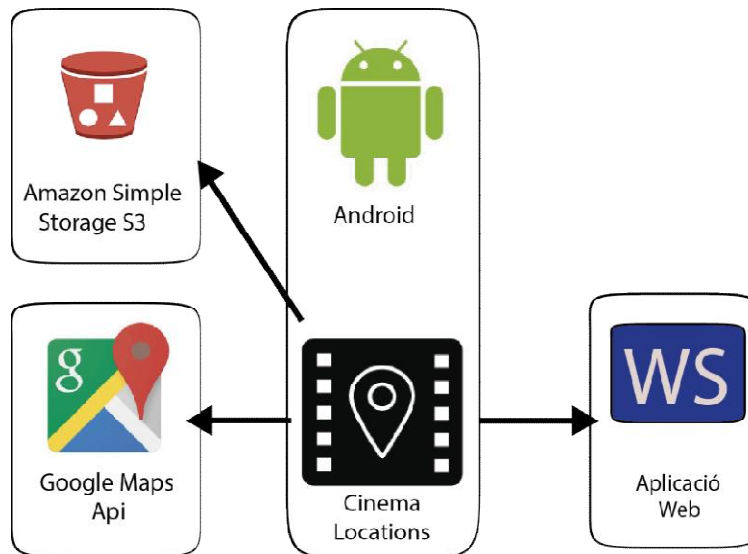 Amazon Simple
Storage S3
Android
g
Google Maps
Api
Cinema
Locations
WS
Aplicació
Web